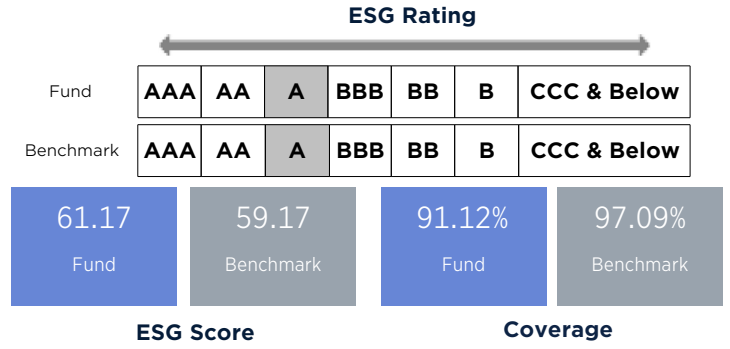 ESG Rating
Fund AAA AA A BBB BB B CCC & Below
Benchmark AAA AA A BBB BB B CCC & Below
61.17 59.17 91.12% 97.09%
Fund Benchmark Fund Benchmark
ESG Score Coverage